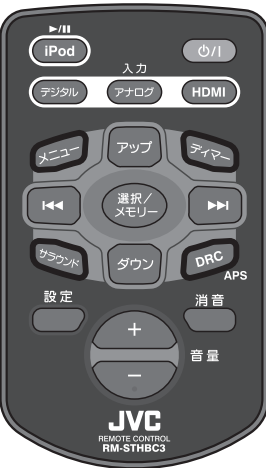 ►/II
iPod
⏻/I
入力
デジタル アナログ HDMI
メニュー アップ ディマー
I◄◄ 選択/ ►►I
メモリー
サラウンド ダウン DRC
APS
設定 消音
+
音量
−
JVC
REMOTE CONTROL
RM-STHBC3